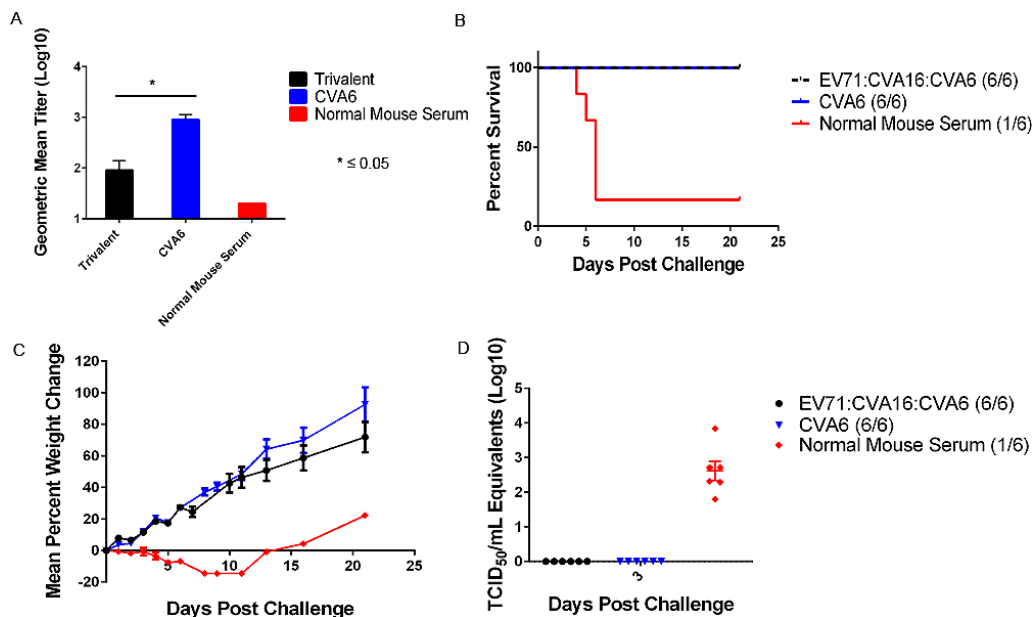 A
Geometric Mean Titer (Log10)
4
3
2
1
*
Trivalent
CVA6
Normal Mouse Serum
Trivalent
CVA6
Normal Mouse Serum
* ≤ 0.05
B
Percent Survival
100
50
0
0
5
10
15
20
25
Days Post Challenge
EV71:CVA16:CVA6 (6/6)
CVA6 (6/6)
Normal Mouse Serum (1/6)
C
Mean Percent Weight Change
120
100
80
60
40
20
0
-20
5
10
15
20
25
Days Post Challenge
D
TCID50/mL Equivalents (Log10)
5
4
3
2
1
0
3
Days Post Challenge
EV71:CVA16:CVA6 (6/6)
CVA6 (6/6)
Normal Mouse Serum (1/6)